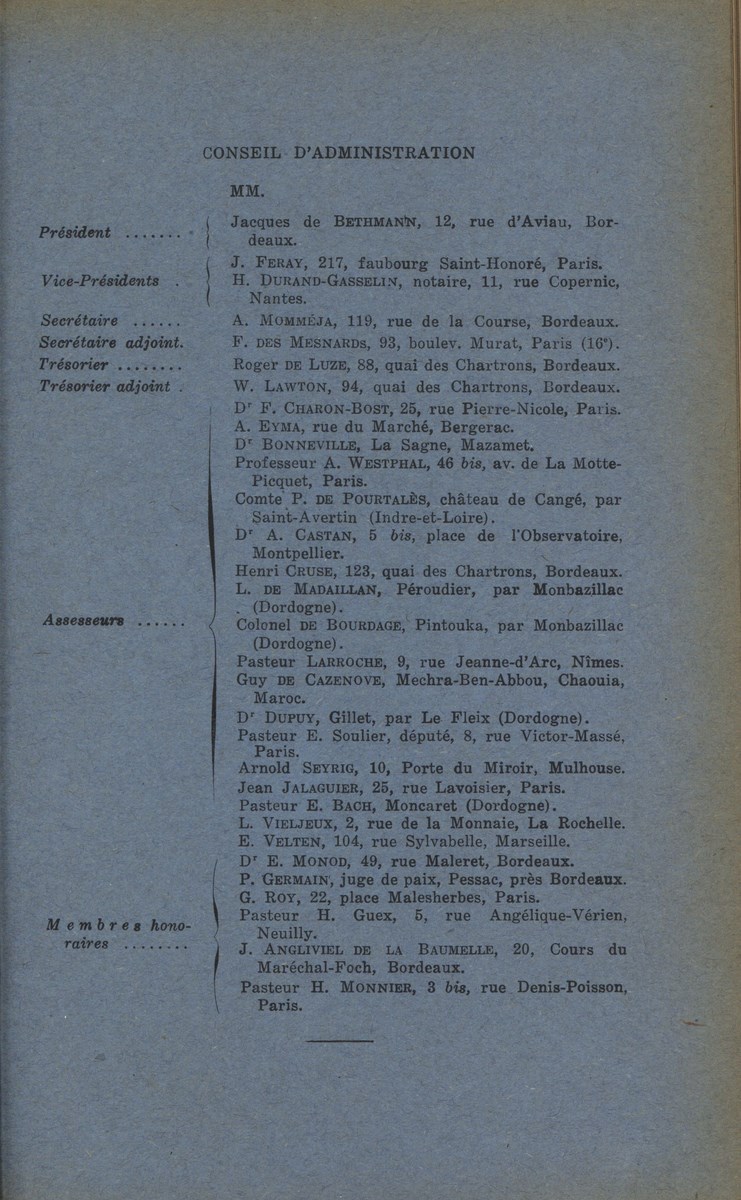 CONSEIL D'ADMINISTRATION
MM.
Président ....... Jacques de BETHMANN, 12, rue d'Aviau, Bor-
deaux.
J. FERAY, 217, faubourg Saint-Honoré, Paris.
Vice-Présidents . H. DURAND-GASSELIN, notaire, 11, rue Copernic,
Nantes.
Secrétaire ...... A. MOMMÉJA, 119, rue de la Course, Bordeaux.
Secrétaire adjoint. F. DES MESNARDS, 93, boulev. Murat, Paris (16e).
Trésorier ........ Roger DE LUZE, 88, quai des Chartrons, Bordeaux.
Trésorier adjoint . W. LAWTON, 94, quai des Chartrons, Bordeaux.
Dr F. CHARON-BOST, 25, rue Pierre-Nicole, Paris.
A. EYMA, rue du Marché, Bergerac.
Dr BONNEVILLE, La Sagne, Mazamet.
Professeur A. WESTPHAL, 46 bis, av. de La Motte-
Picquet, Paris.
Comte P. DE POURTALÈS, château de Cangé, par
Saint-Avertin (Indre-et-Loire).
Dr A. CASTAN, 5 bis, place de l'Observatoire,
Montpellier.
Henri CRUSE, 123, quai des Chartrons, Bordeaux.
L. DE MADAILLAN, Péroudier, par Monbazillac
(Dordogne).
Assesseurs ...... Colonel DE BOURDAGE, Pintouka, par Monbazillac
(Dordogne).
Pasteur LARROCHE, 9, rue Jeanne-d'Arc, Nîmes.
Guy DE CAZENOVE, Mechra-Ben-Abbou, Chaouia,
Maroc.
Dr DUPUY, Gillet, par Le Fleix (Dordogne).
Pasteur E. Soulier, député, 8, rue Victor-Massé,
Paris.
Arnold SEYRIG, 10, Porte du Miroir, Mulhouse.
Jean JALAGUIER, 25, rue Lavoisier, Paris.
Pasteur E. BACH, Moncaret (Dordogne).
L. VIELJEUX, 2, rue de la Monnaie, La Rochelle.
E. VELTEN, 104, rue Sylvabelle, Marseille.
Dr E. MONOD, 49, rue Maleret, Bordeaux.
P. GERMAIN, juge de paix, Pessac, près Bordeaux.
G. ROY, 22, place Malesherbes, Paris.
Membres hono- Pasteur H. Guex, 5, rue Angélique-Vérien,
Neuilly.
raires ........ J. ANGLIVIEL DE LA BAUMELLE, 20, Cours du
Maréchal-Foch, Bordeaux.
Pasteur H. MONNIER, 3 bis, rue Denis-Poisson,
Paris.